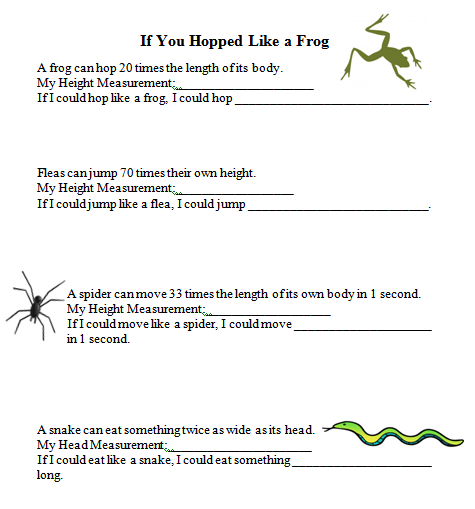 If You Hopped Like a Frog
A frog can hop 20 times the length of its body.
My Height Measurement:______________________
If I could hop like a frog, I could hop ______________________________.
Fleas can jump 70 times their own height.
My Height Measurement:___________________
If I could jump like a flea, I could jump ____________________________.
A spider can move 33 times the length of its own body in 1 second.
My Height Measurement:____________________
If I could move like a spider, I could move _____________________
in 1 second.
A snake can eat something twice as wide as its head.
My Head Measurement:_______________________
If I could eat like a snake, I could eat something______________________
long.